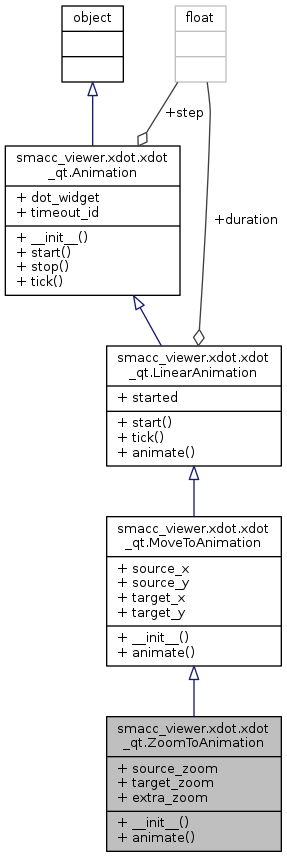 object
float
+step
smacc_viewer.xdot.xdot
_qt.Animation
+ dot_widget
+ timeout_id
+ __init__()
+ start()
+ stop()
+ tick()
+duration
smacc_viewer.xdot.xdot
_qt.LinearAnimation
+ started
+ start()
+ tick()
+ animate()
smacc_viewer.xdot.xdot
_qt.MoveToAnimation
+ source_x
+ source_y
+ target_x
+ target_y
+ __init__()
+ animate()
smacc_viewer.xdot.xdot
_qt.ZoomToAnimation
+ source_zoom
+ target_zoom
+ extra_zoom
+ __init__()
+ animate()